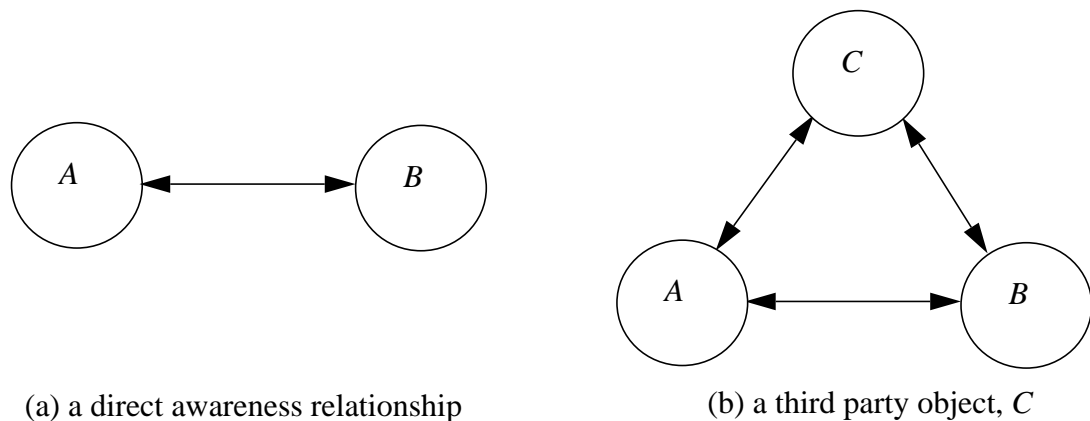 A
B
(a) a direct awareness relationship
C
A
B
(b) a third party object, C